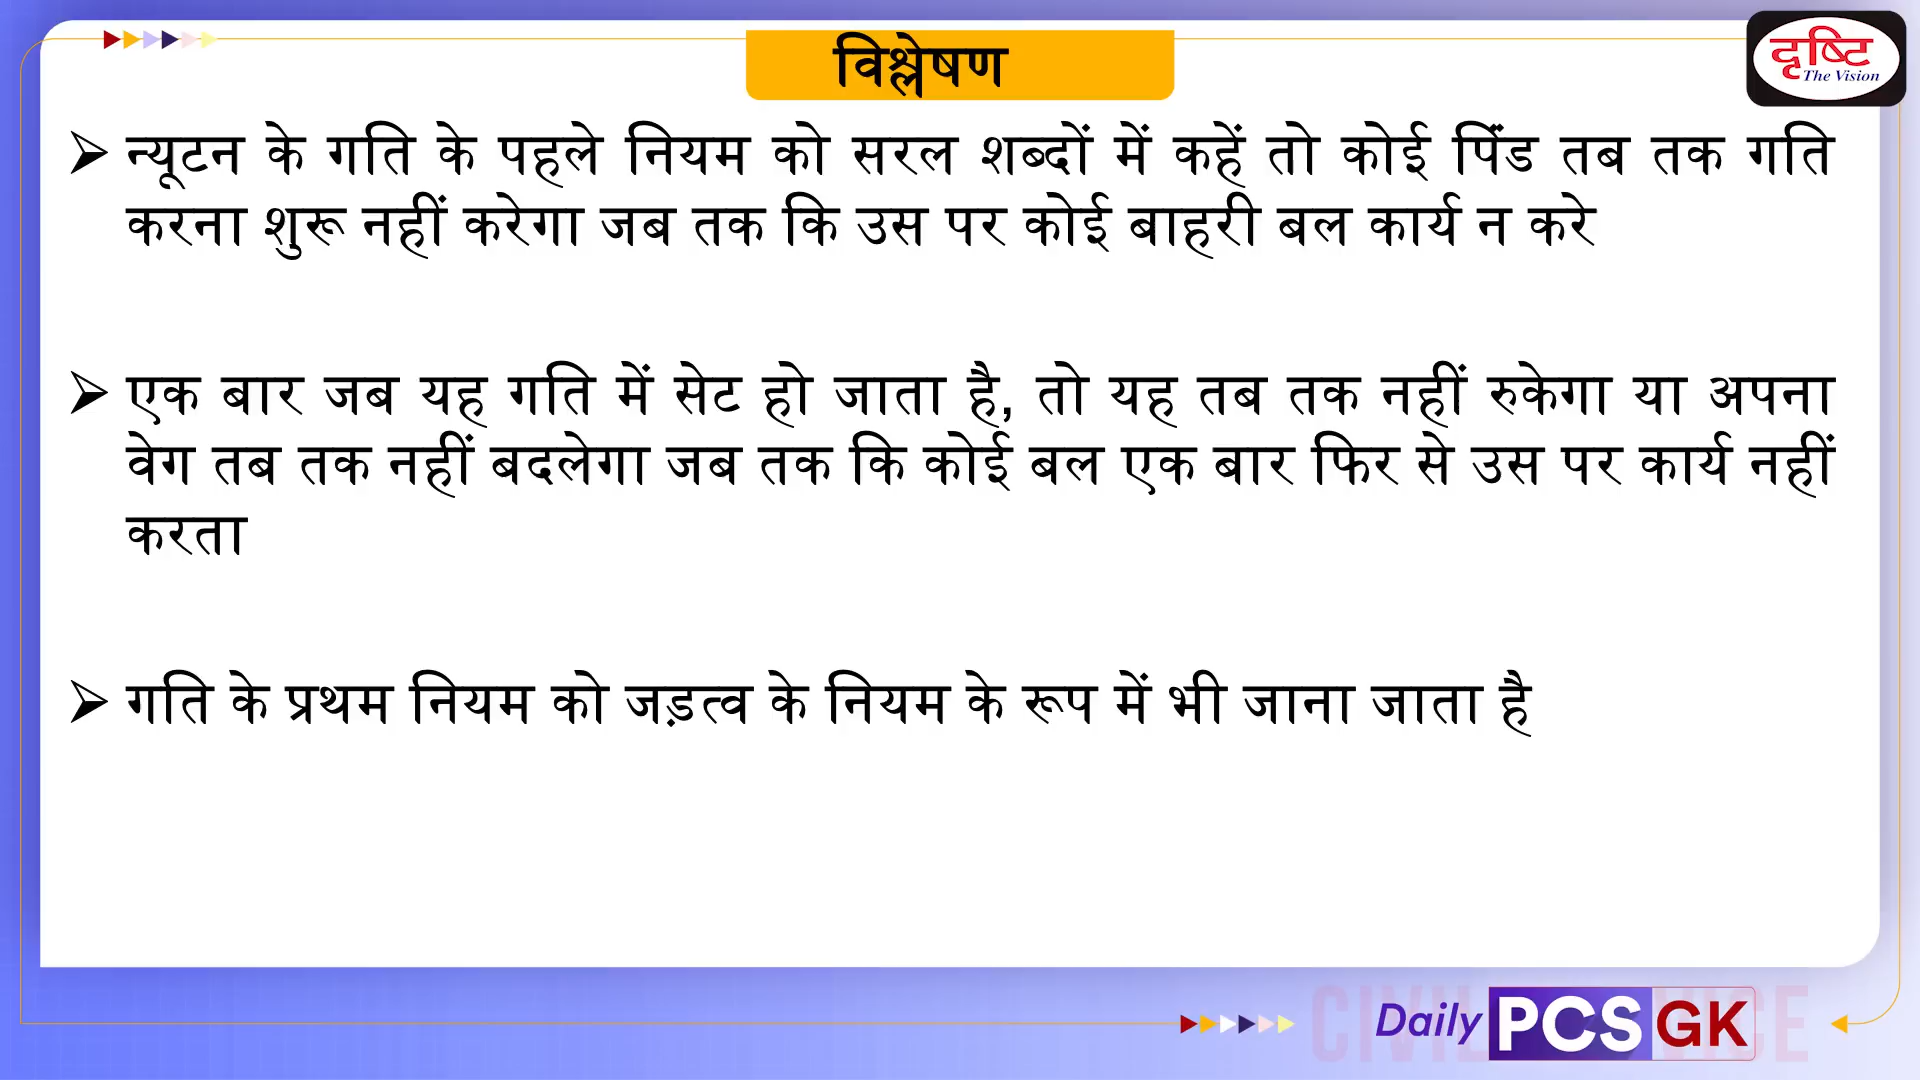 विश्लेषण
दृष्टि
The Vision
➢ न्यूटन के गति के पहले नियम को सरल शब्दों में कहें तो कोई पिंड तब तक गति
करना शुरू नहीं करेगा जब तक कि उस पर कोई बाहरी बल कार्य न करे
➢ एक बार जब यह गति में सेट हो जाता है, तो यह तब तक नहीं रुकेगा या अपना
वेग तब तक नहीं बदलेगा जब तक कि कोई बल एक बार फिर से उस पर कार्य नहीं
करता
➢ गति के प्रथम नियम को जड़त्व के नियम के रूप में भी जाना जाता है
Daily PCS GK